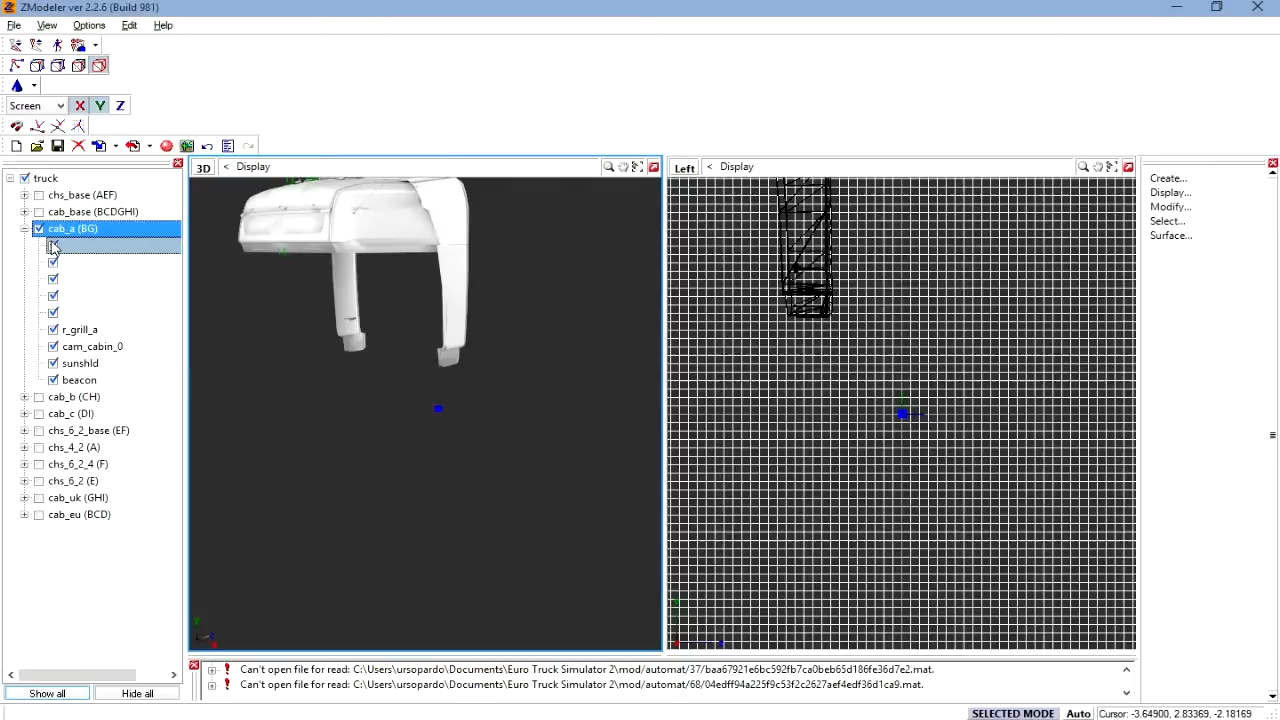 ZModeler ver 2.2.6 (Build 981)
File View Options Edit Help
Screen X Y Z
truck
chs_base (AEF)
cab_base (BCDGHI)
cab_a (BG)
r_grill_a
cam_cabin_0
sunshld
beacon
cab_b (CH)
cab_c (DI)
chs_6_2_base (EF)
chs_4_2 (A)
chs_6_2_4 (F)
chs_6_2 (E)
cab_uk (GHI)
cab_eu (BCD)
Show all Hide all
3D < Display
Left < Display
Create...
Display...
Modify...
Select...
Surface...
Can't open file for read: C:\Users\ursopardo\Documents\Euro Truck Simulator 2\mod/automat/37/baa67921e6bc592fb7ca0beb65d186fe36d7e2.mat.
Can't open file for read: C:\Users\ursopardo\Documents\Euro Truck Simulator 2\mod/automat/68/04edff94a225f9c53f2c2627aef4edf36d1ca9.mat.
SELECTED MODE Auto Cursor: -3.64900, 2.83369, -2.18169